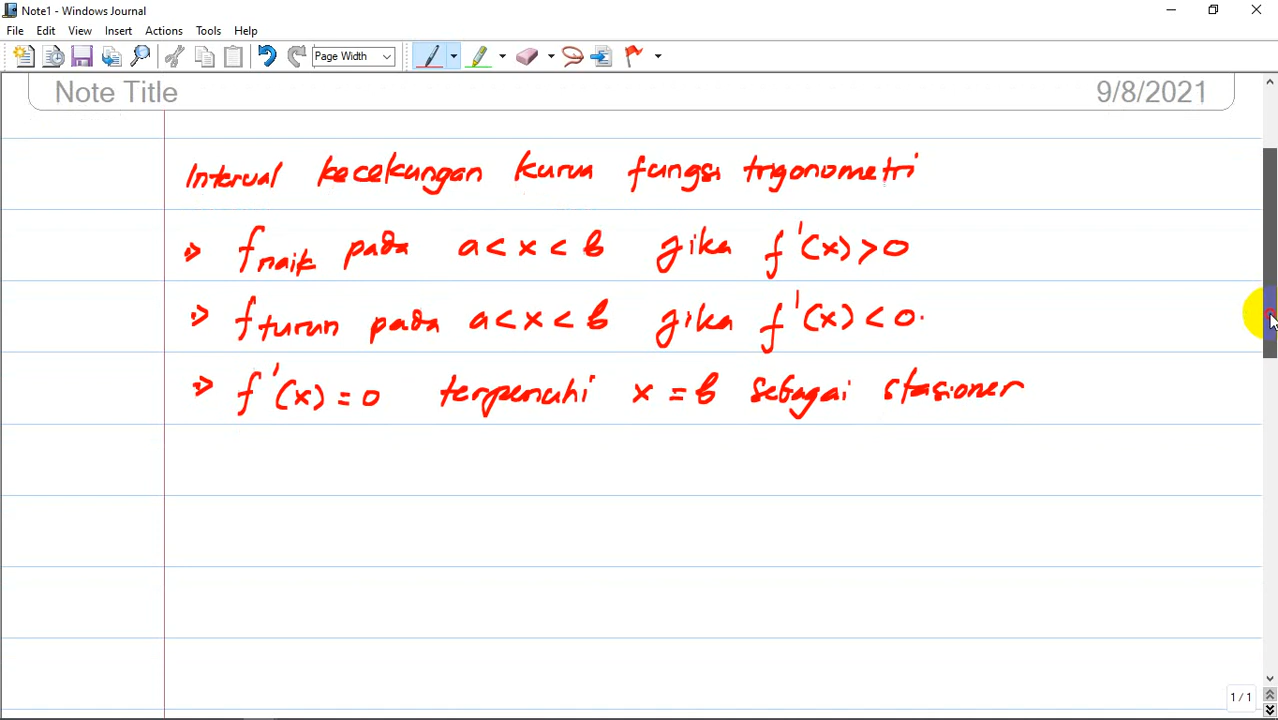 Note1 - Windows Journal
File Edit View Insert Actions Tools Help
Page Width
Note Title 9/8/2021
Interval kecekungan kurva fungsi trigonometri
⇒ f naik pada a < x < b jika f'(x) > 0
⇒ f turun pada a < x < b jika f'(x) < 0.
⇒ f'(x) = 0 terpenuhi x = b sebagai stasioner
1 / 1